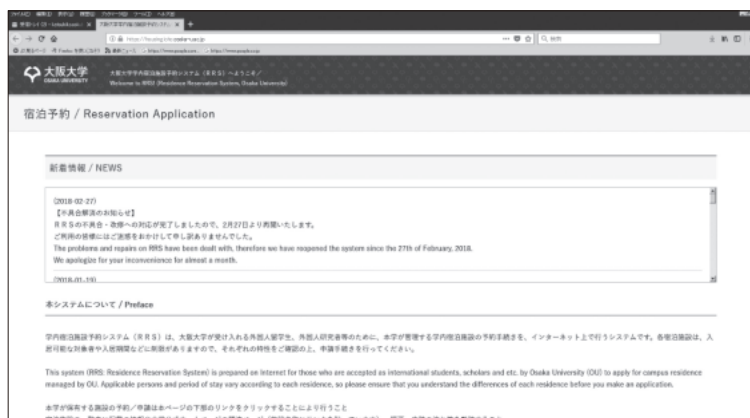 大阪大学
OSAKA UNIVERSITY
大阪大学学内宿泊施設予約システム（ＲＲＳ）へようこそ／
Welcome to RRS! (Residence Reservation System, Osaka University)
宿泊予約 / Reservation Application
新着情報 / NEWS
(2018-02-27)
【不具合解消のお知らせ】
ＲＲＳの不具合・改修への対応が完了しましたので、2月27日より再開いたします。
ご利用の皆様にはご迷惑をおかけして申し訳ありませんでした。
The problems and repairs on RRS have been dealt with, therefore we have reopened the system since the 27th of February, 2018.
We apologize for your inconvenience for almost a month.
(2018-01-19)
本システムについて / Preface
学内宿泊施設予約システム（ＲＲＳ）は、大阪大学が受け入れる外国人留学生、外国人研究者等のために、本学が管理する学内宿泊施設の予約手続きを、インターネット上で行うシステムです。各宿泊施設は、入
居可能な対象者や入居期間などに制限がありますので、それぞれの特性をご確認の上、申請手続きを行ってください。
This system (RRS: Residence Reservation System) is prepared on Internet for those who are accepted as international students, scholars and etc. by Osaka University (OU) to apply for campus residence
managed by OU. Applicable persons and period of stay vary according to each residence, so please ensure that you understand the differences of each residence before you make an application.
本学が保有する施設の予約／申請は本ページの下部のリンクをクリックすることにより行うこと